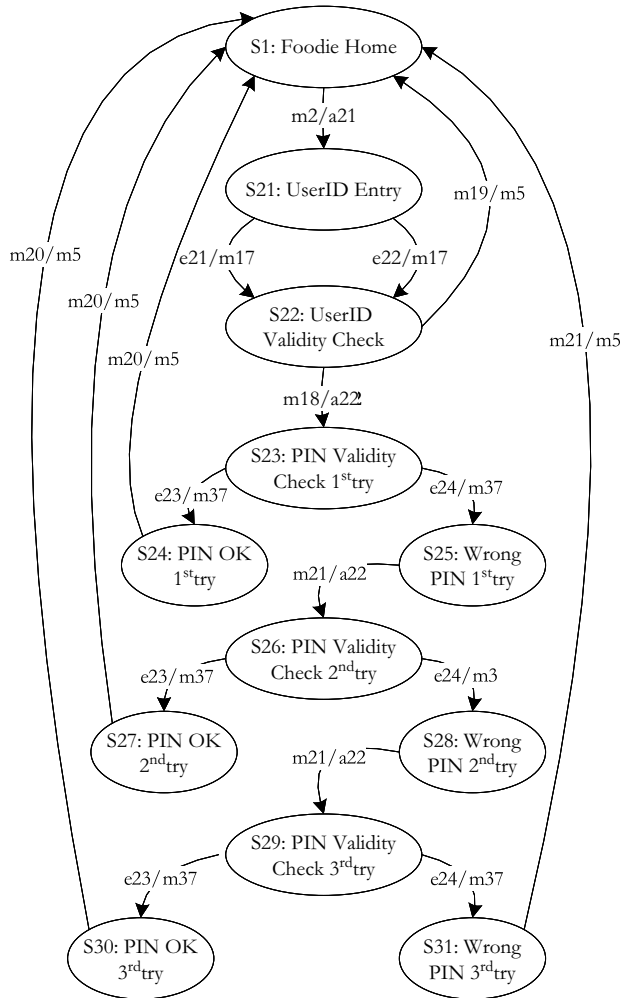 S1: Foodie Home
m2/a21
S21: UserID Entry
m19/m5
e21/m17
e22/m17
m20/m5
S22: UserID
Validity Check
m20/m5
m21/m5
m20/m5
m18/a22
S23: PIN Validity
Check 1st try
e23/m37
e24/m37
S24: PIN OK
1st try
S25: Wrong
PIN 1st try
m21/a22
S26: PIN Validity
Check 2nd try
e23/m37
e24/m3
S27: PIN OK
2nd try
S28: Wrong
PIN 2nd try
m21/a22
S29: PIN Validity
Check 3rd try
e23/m37
e24/m37
S30: PIN OK
3rd try
S31: Wrong
PIN 3rd try